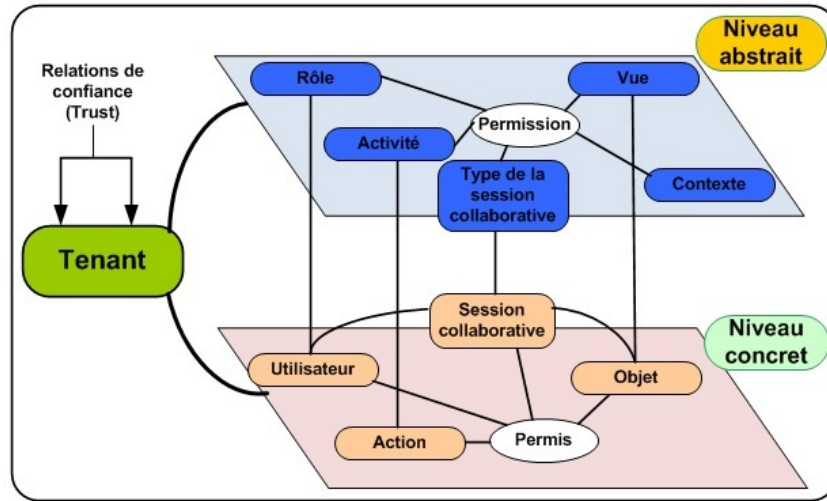 Niveau
abstrait
Relations de
confiance
(Trust)
Rôle
Vue
Permission
Activité
Type de la
session
collaborative
Contexte
Tenant
Session
collaborative
Niveau
concret
Utilisateur
Objet
Action
Permis